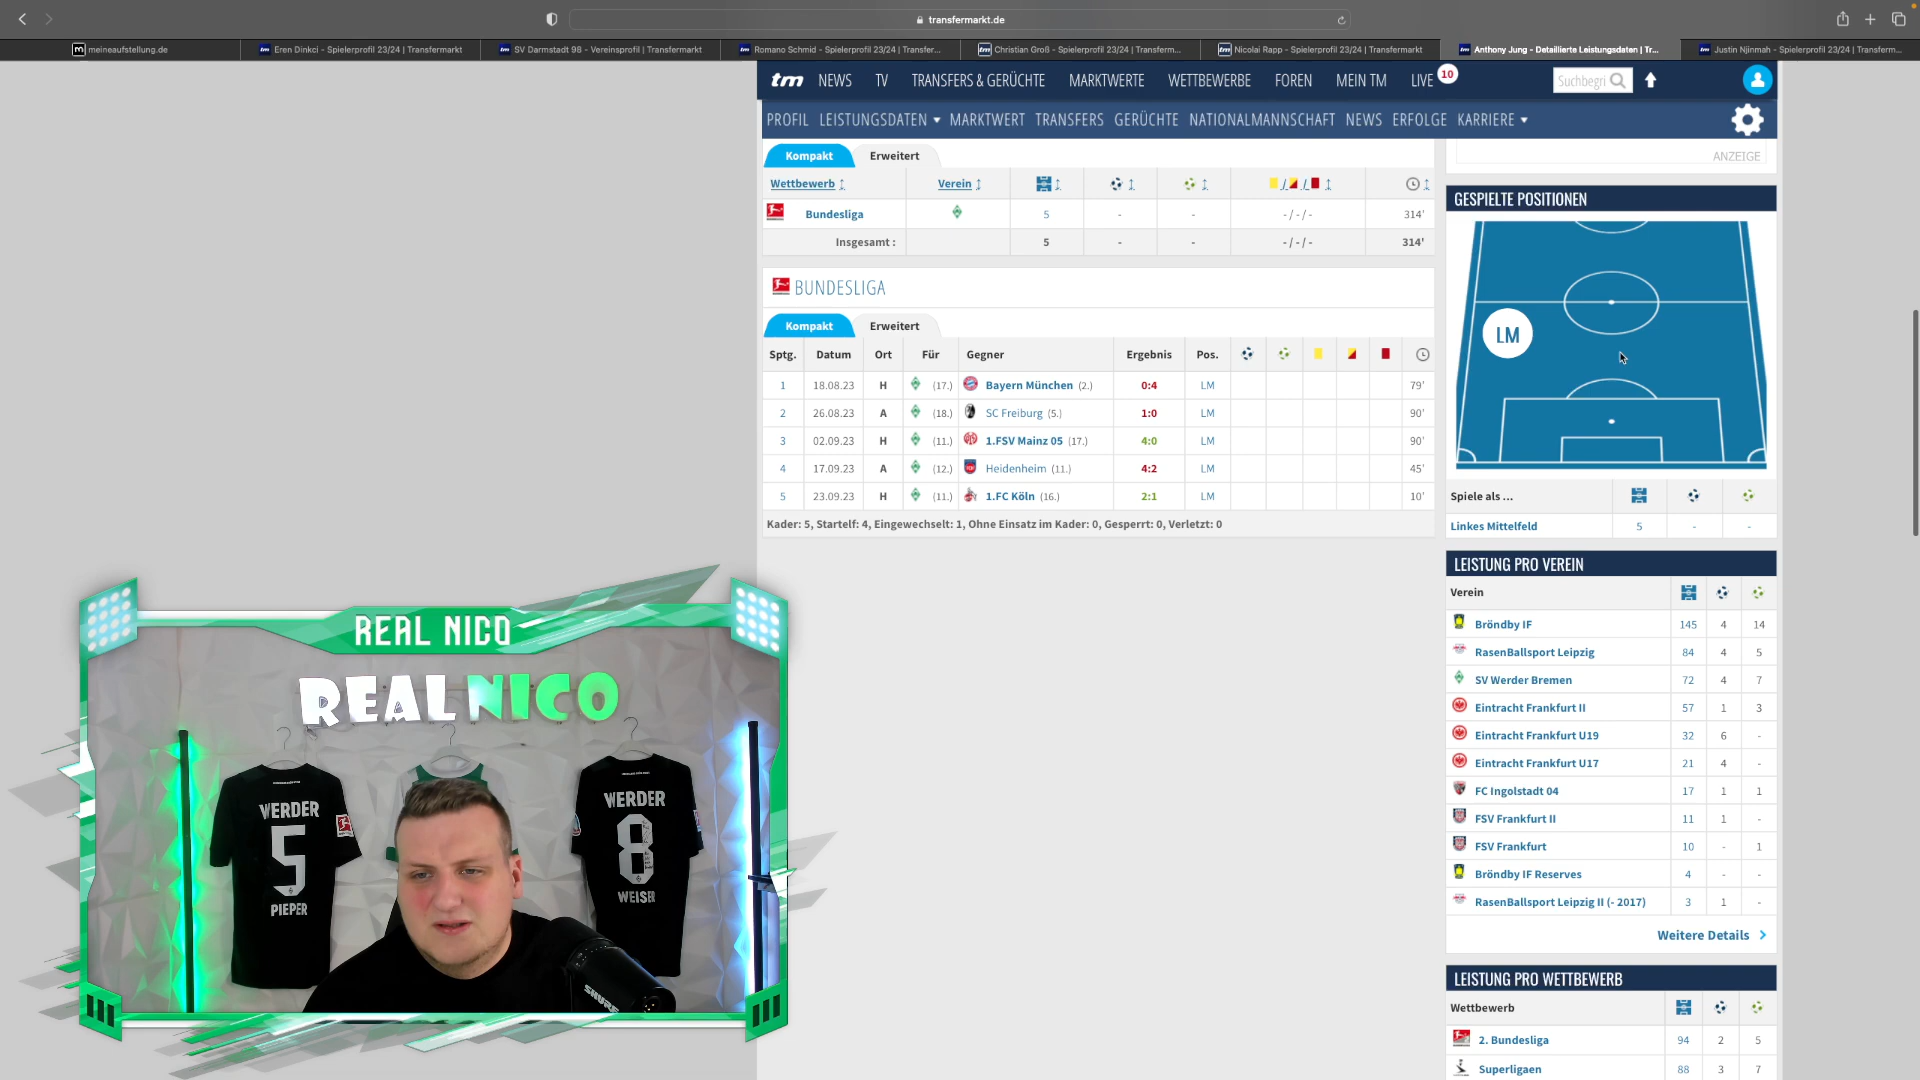 transfermarkt.de
meineaufstellung.de
Eren Dinkci - Spielerprofil 23/24 | Transfermarkt
SV Darmstadt 98 - Vereinsprofil | Transfermarkt
Romano Schmid - Spielerprofil 23/24 | Transfer...
Christian Groß - Spielerprofil 23/24 | Transferm...
Nicolai Rapp - Spielerprofil 23/24 | Transfermarkt
Anthony Jung - Detaillierte Leistungsdaten | Tr...
Justin Njinmah - Spielerprofil 23/24 | Transferm...
tm NEWS TV TRANSFERS & GERÜCHTE MARKTWERTE WETTBEWERBE FOREN MEIN TM LIVE 10 Suchbegri
PROFIL LEISTUNGSDATEN MARKTWERT TRANSFERS GERÜCHTE NATIONALMANNSCHAFT NEWS ERFOLGE KARRIERE
Kompakt Erweitert
Wettbewerb Verein / /
Bundesliga 5 - - - / - / - 314'
Insgesamt : 5 - - - / - / - 314'
BUNDESLIGA
Kompakt Erweitert
Sptg. Datum Ort Für Gegner Ergebnis Pos.
1 18.08.23 H (17.) Bayern München (2.) 0:4 LM 79'
2 26.08.23 A (18.) SC Freiburg (5.) 1:0 LM 90'
3 02.09.23 H (11.) 1.FSV Mainz 05 (17.) 4:0 LM 90'
4 17.09.23 A (12.) Heidenheim (11.) 4:2 LM 45'
5 23.09.23 H (11.) 1.FC Köln (16.) 2:1 LM 10'
Kader: 5, Startelf: 4, Eingewechselt: 1, Ohne Einsatz im Kader: 0, Gesperrt: 0, Verletzt: 0
ANZEIGE
GESPIELTE POSITIONEN
LM
Spiele als ...
Linkes Mittelfeld 5 - -
LEISTUNG PRO VEREIN
Verein
Bröndby IF 145 4 14
RasenBallsport Leipzig 84 4 5
SV Werder Bremen 72 4 7
Eintracht Frankfurt II 57 1 3
Eintracht Frankfurt U19 32 6 -
Eintracht Frankfurt U17 21 4 -
FC Ingolstadt 04 17 1 1
FSV Frankfurt II 11 1 -
FSV Frankfurt 10 - 1
Bröndby IF Reserves 4 - -
RasenBallsport Leipzig II (- 2017) 3 1 -
Weitere Details
LEISTUNG PRO WETTBEWERB
Wettbewerb
2. Bundesliga 94 2 5
Superligaen 88 3 7
REAL NICO
REALNICO
WERDER
5
PIEPER
WERDER
8
WEISER
SHURE